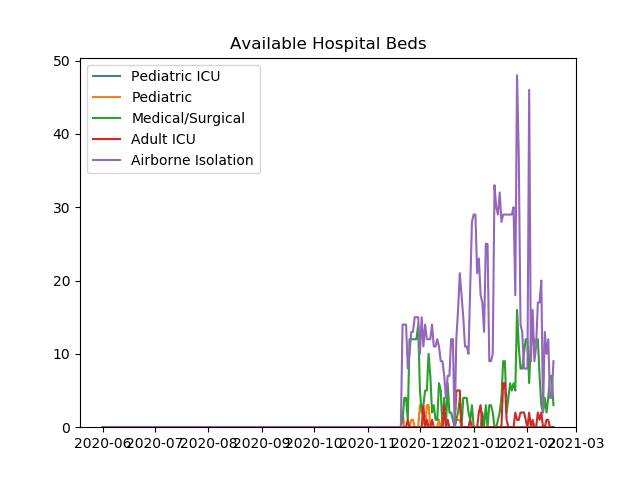 Available Hospital Beds
50
40
30
20
10
0
Pediatric ICU
Pediatric
Medical/Surgical
Adult ICU
Airborne Isolation
2020-06 2020-07 2020-08 2020-09 2020-10 2020-11 2020-12 2021-01 2021-02 2021-03